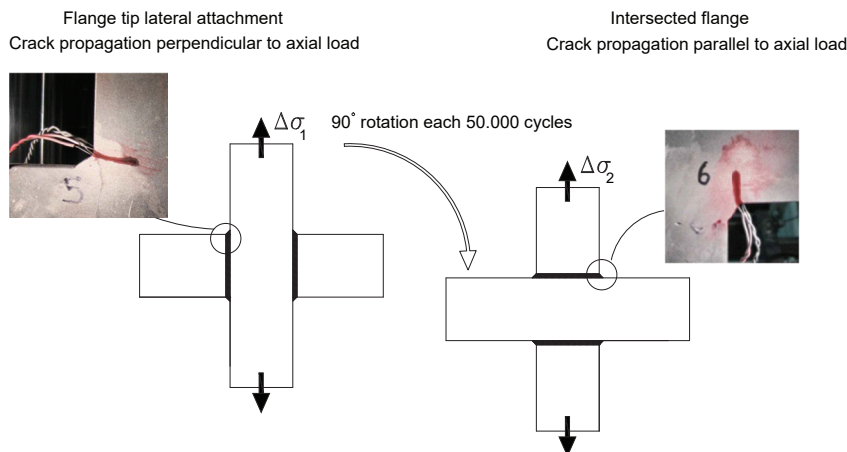 Flange tip lateral attachment
Crack propagation perpendicular to axial load
Intersected flange
Crack propagation parallel to axial load
Δσ1
90° rotation each 50.000 cycles
Δσ2
5
6